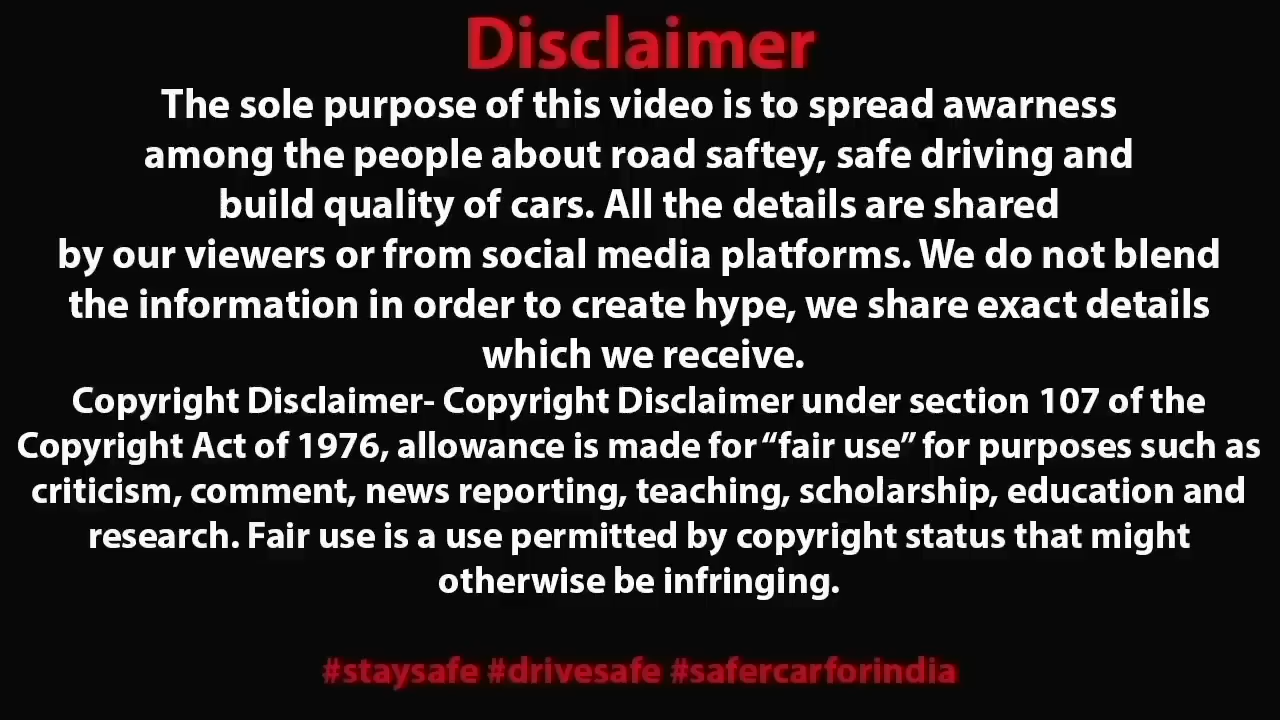 Disclaimer
The sole purpose of this video is to spread awarness
among the people about road saftey, safe driving and
build quality of cars. All the details are shared
by our viewers or from social media platforms. We do not blend
the information in order to create hype, we share exact details
which we receive.
Copyright Disclaimer- Copyright Disclaimer under section 107 of the
Copyright Act of 1976, allowance is made for “fair use” for purposes such as
criticism, comment, news reporting, teaching, scholarship, education and
research. Fair use is a use permitted by copyright status that might
otherwise be infringing.
#staysafe #drivesafe #safercarforindia